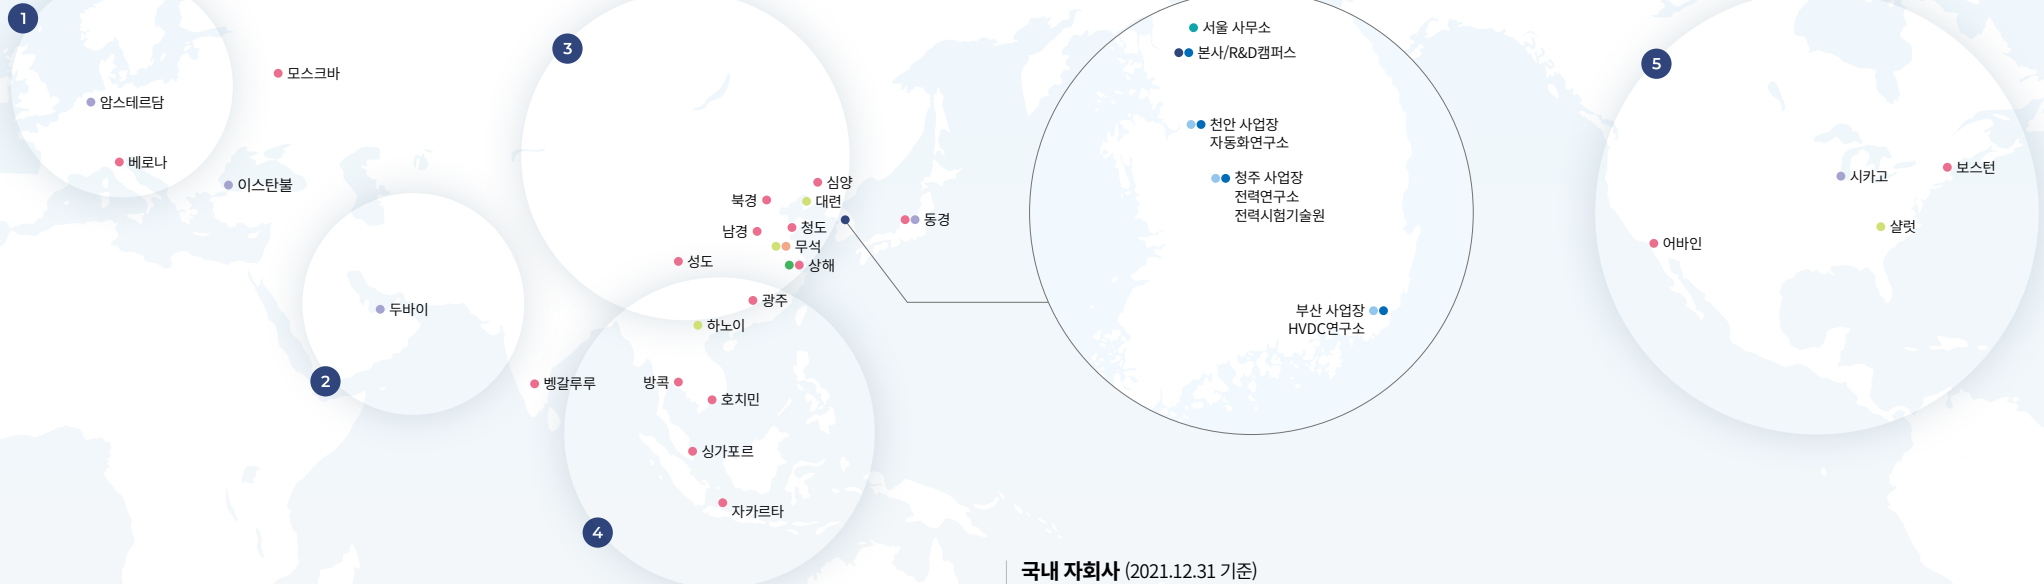 1
모스크바
암스테르담
베로나
이스탄불
두바이
2
3
심양
북경
대련
남경
청도
동경
무석
성도
상해
광주
하노이
벵갈루루
방콕
호치민
싱가포르
자카르타
4
서울 사무소
본사/R&D캠퍼스
천안 사업장
자동화연구소
청주 사업장
전력연구소
전력시험기술원
부산 사업장
HVDC연구소
5
보스턴
시카고
샬럿
어바인
국내 자회사 (2021.12.31 기준)